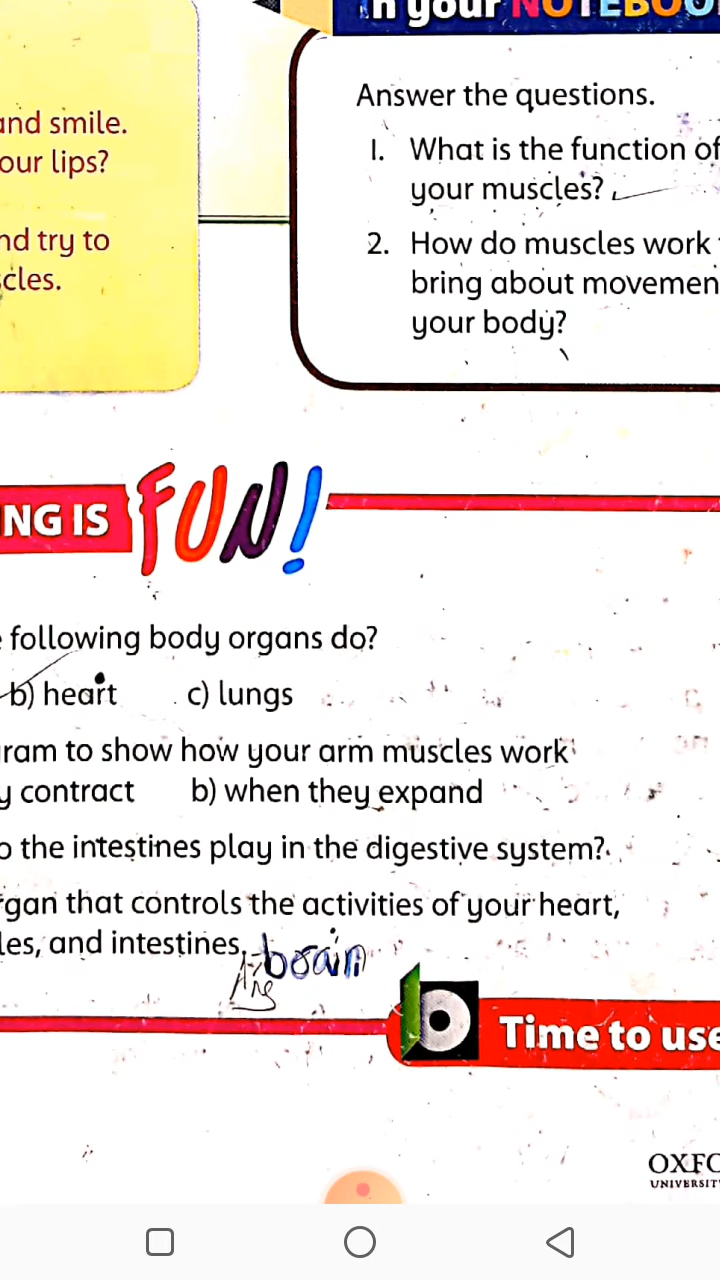 in your NOTEBOO
and smile.
our lips?
nd try to
cles.
Answer the questions.
1. What is the function of
your muscles?
2. How do muscles work
bring about movemen
your body?
NG IS FUN!
following body organs do?
b) heart c) lungs
ram to show how your arm muscles work
y contract b) when they expand
o the intestines play in the digestive system?
gan that controls the activities of your heart,
les, and intestines.
Ans brain
Time to use
OXFO
UNIVERSIT